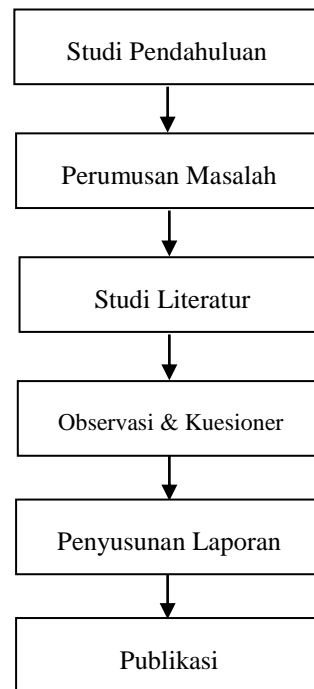 Studi Pendahuluan
Perumusan Masalah
Studi Literatur
Observasi & Kuesioner
Penyusunan Laporan
Publikasi